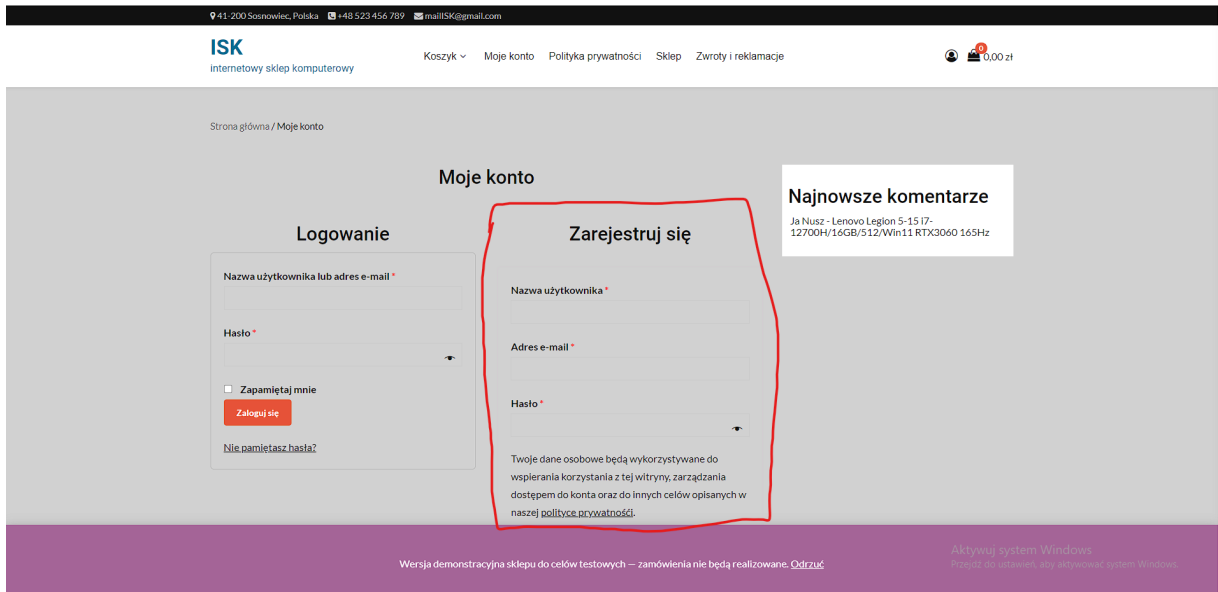 41-200 Sosnowiec, Polska +48 523 456 789 mailISK@gmail.com
ISK
internetowy sklep komputerowy
Koszyk Moje konto Polityka prywatności Sklep Zwroty i reklamacje
0
0,00 zł
Strona główna / Moje konto
Moje konto
Logowanie
Nazwa użytkownika lub adres e-mail *
Hasło *
Zapamiętaj mnie
Zaloguj się
Nie pamiętasz hasła?
Zarejestruj się
Nazwa użytkownika *
Adres e-mail *
Hasło *
Twoje dane osobowe będą wykorzystywane do
wspierania korzystania z tej witryny, zarządzania
dostępem do konta oraz do innych celów opisanych w
naszej polityce prywatnośći.
Najnowsze komentarze
Ja Nusz - Lenovo Legion 5-15 i7-
12700H/16GB/512/Win11 RTX3060 165Hz
Wersja demonstracyjna sklepu do celów testowych — zamówienia nie będą realizowane. Odrzuć
Aktywuj system Windows
Przejdź do ustawień, aby aktywować system Windows.